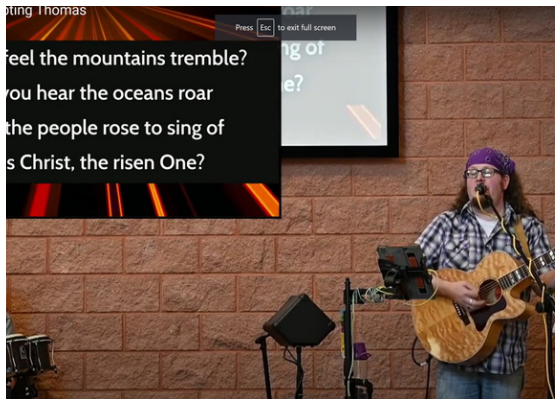 oting Thomas
Press Esc to exit full screen
feel the mountains tremble?
you hear the oceans roar
the people rose to sing of
s Christ, the risen One?
oar
ng of
e?